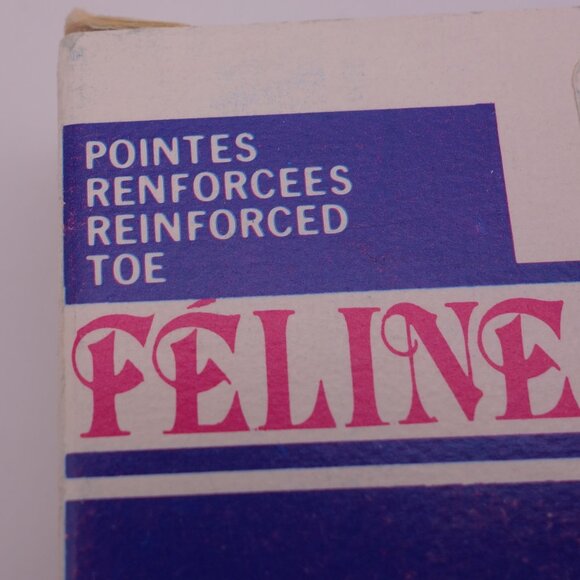 POINTES
RENFORCEES
REINFORCED
TOE
FÉLINE